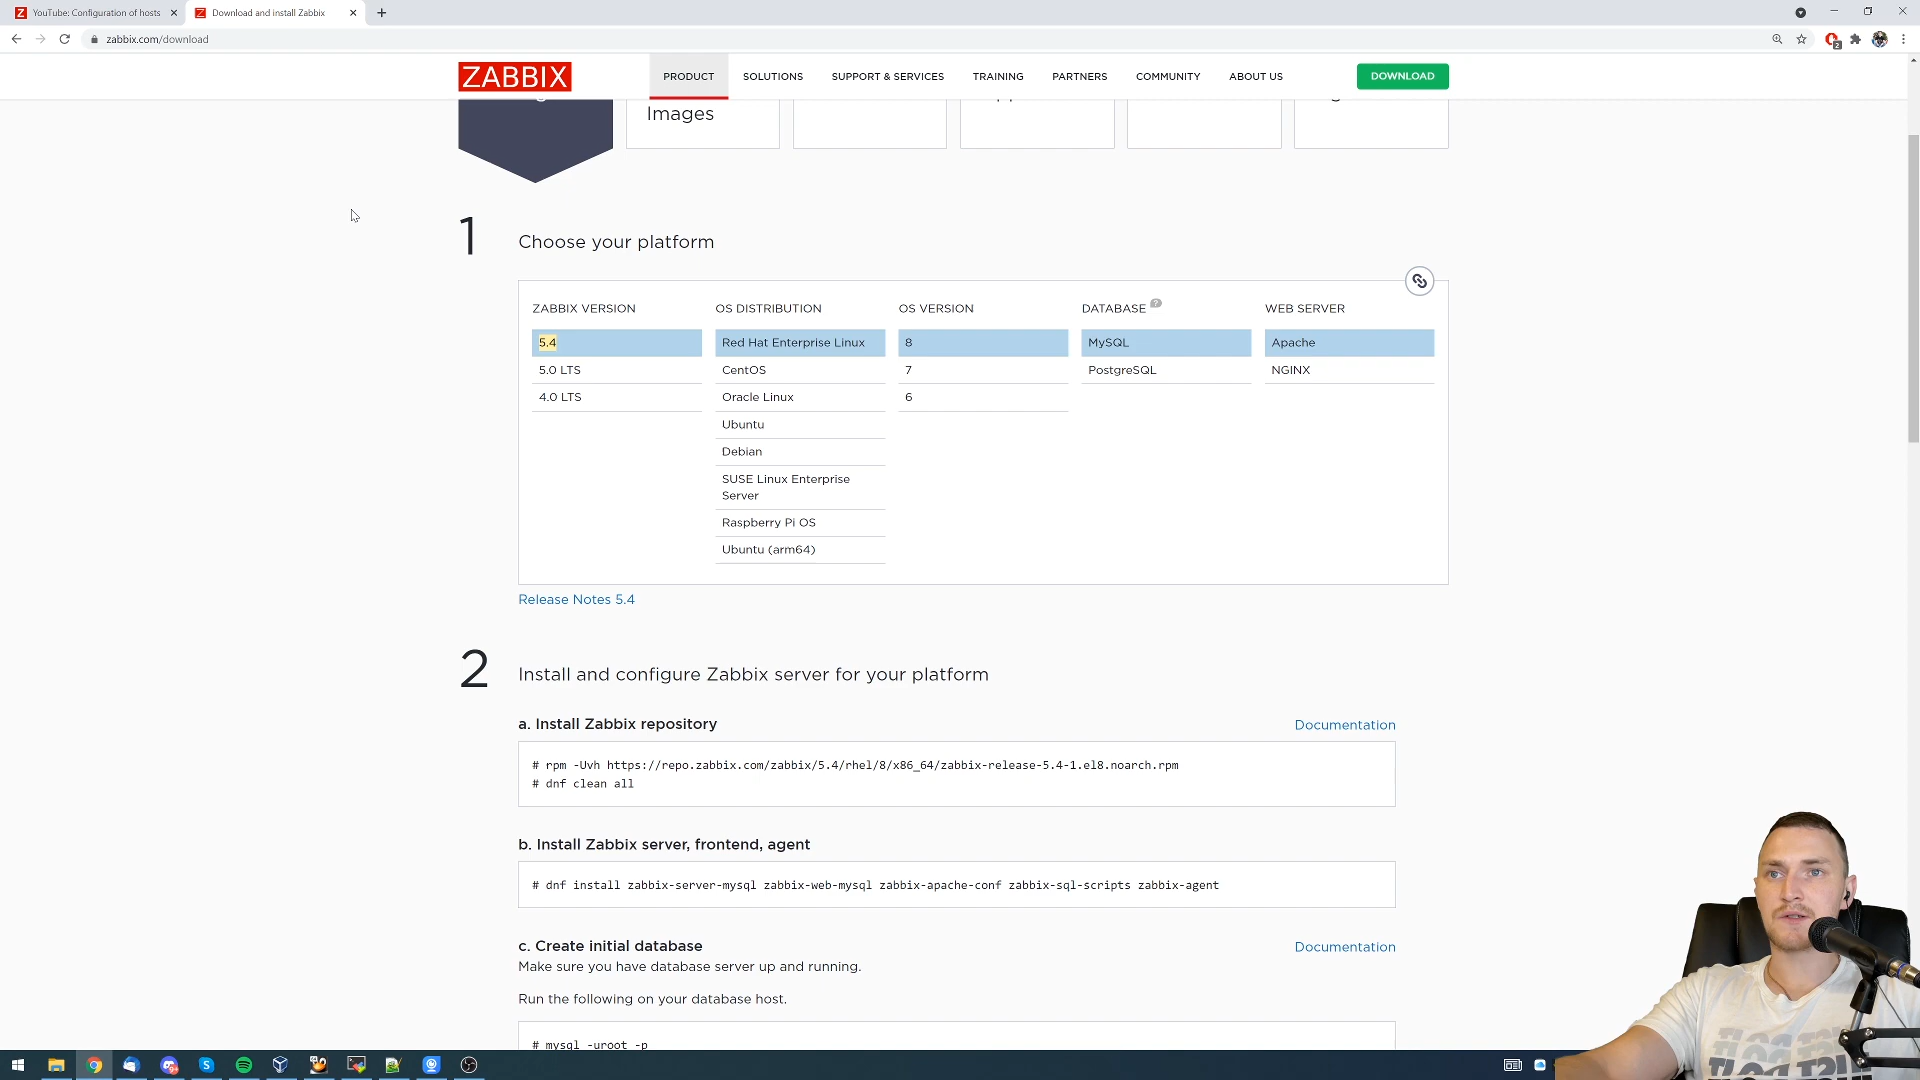 YouTube: Configuration of hosts
Download and install Zabbix
zabbix.com/download
2
ZABBIX
PRODUCT
SOLUTIONS
SUPPORT & SERVICES
TRAINING
PARTNERS
COMMUNITY
ABOUT US
DOWNLOAD
Images
1
Choose your platform
ZABBIX VERSION
OS DISTRIBUTION
OS VERSION
DATABASE ?
WEB SERVER
5.4
Red Hat Enterprise Linux
8
MySQL
Apache
5.0 LTS
CentOS
7
PostgreSQL
NGINX
4.0 LTS
Oracle Linux
6
Ubuntu
Debian
SUSE Linux Enterprise
Server
Raspberry Pi OS
Ubuntu (arm64)
Release Notes 5.4
2
Install and configure Zabbix server for your platform
a. Install Zabbix repository
Documentation
# rpm -Uvh https://repo.zabbix.com/zabbix/5.4/rhel/8/x86_64/zabbix-release-5.4-1.el8.noarch.rpm
# dnf clean all
b. Install Zabbix server, frontend, agent
# dnf install zabbix-server-mysql zabbix-web-mysql zabbix-apache-conf zabbix-sql-scripts zabbix-agent
c. Create initial database
Documentation
Make sure you have database server up and running.
Run the following on your database host.
# mysql -uroot -p